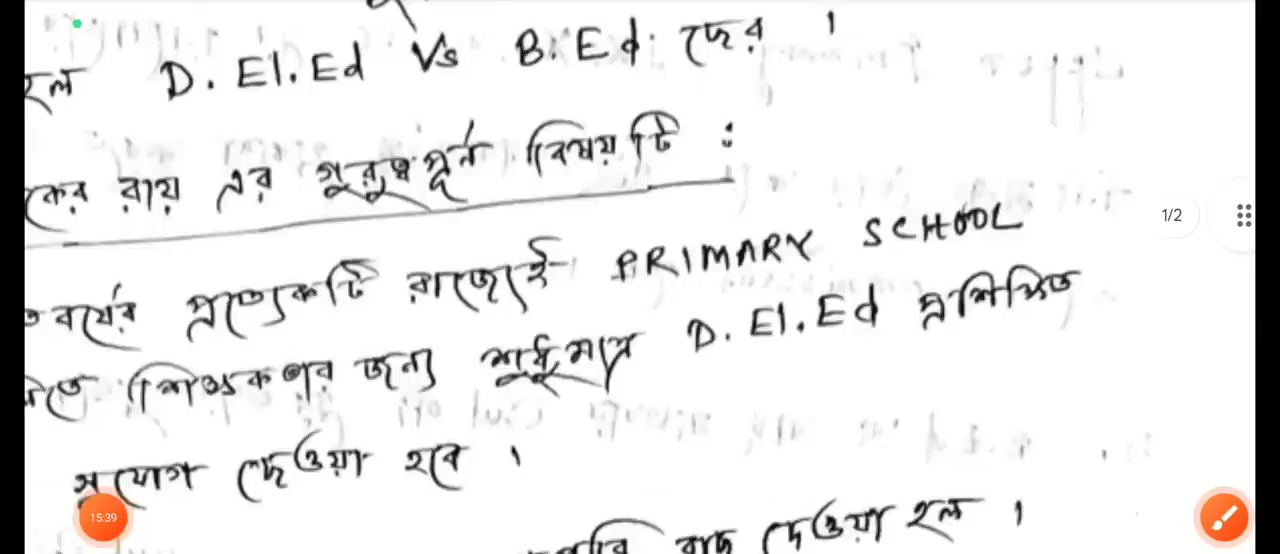 হল D. El. Ed Vs B. Ed. দের ।
কের রায় এর গুরুত্বপূর্ন বিষয়টি :
বর্ষের প্রত্যেকটি রাজ্যেই PRIMARY SCHOOL
শিক্ষকতার জন্য শুধুমাত্র D. El. Ed প্রশিক্ষিত
সুযোগ দেওয়া হবে ।
বাদ দেওয়া হল ।
1/2
15:39